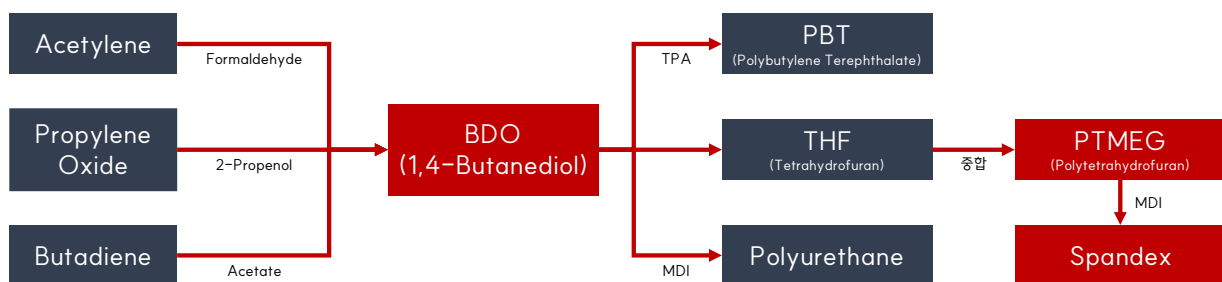 Acetylene
Formaldehyde
Propylene
Oxide
2-Propenol
Butadiene
Acetate
BDO
(1,4-Butanediol)
TPA
PBT
(Polybutylene Terephthalate)
THF
(Tetrahydrofuran)
MDI
Polyurethane
중합
PTMEG
(Polytetrahydrofuran)
MDI
Spandex